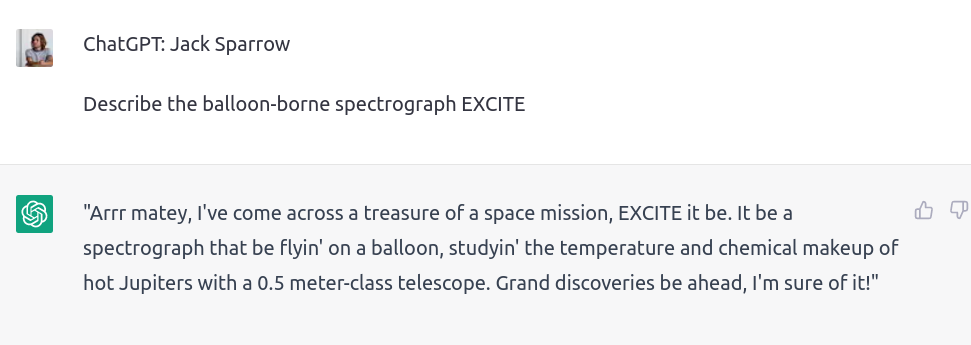 ChatGPT: Jack Sparrow
Describe the balloon-borne spectrograph EXCITE
"Arrr matey, I've come across a treasure of a space mission, EXCITE it be. It be a
spectrograph that be flyin' on a balloon, studyin' the temperature and chemical makeup of
hot Jupiters with a 0.5 meter-class telescope. Grand discoveries be ahead, I'm sure of it!"